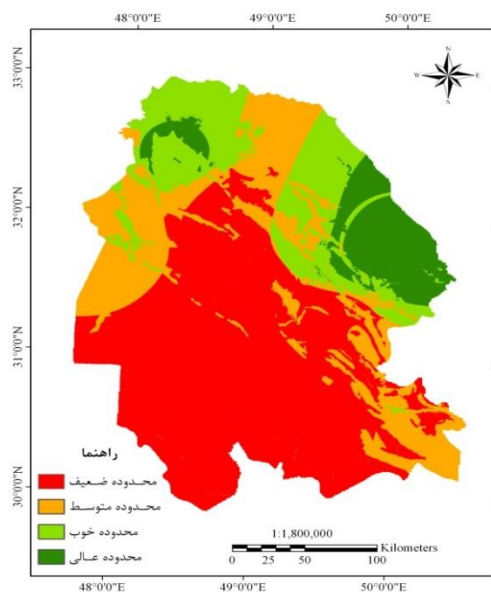 48°0'0"E 49°0'0"E 50°0'0"E
33°0'0"N
32°0'0"N
31°0'0"N
30°0'0"N
N
W E
S
راهنما
محدوده ضعیف
محدوده متوسط
محدوده خوب
محدوده عالی
1:1,800,000
Kilometers
0 25 50 100
48°0'0"E 49°0'0"E 50°0'0"E